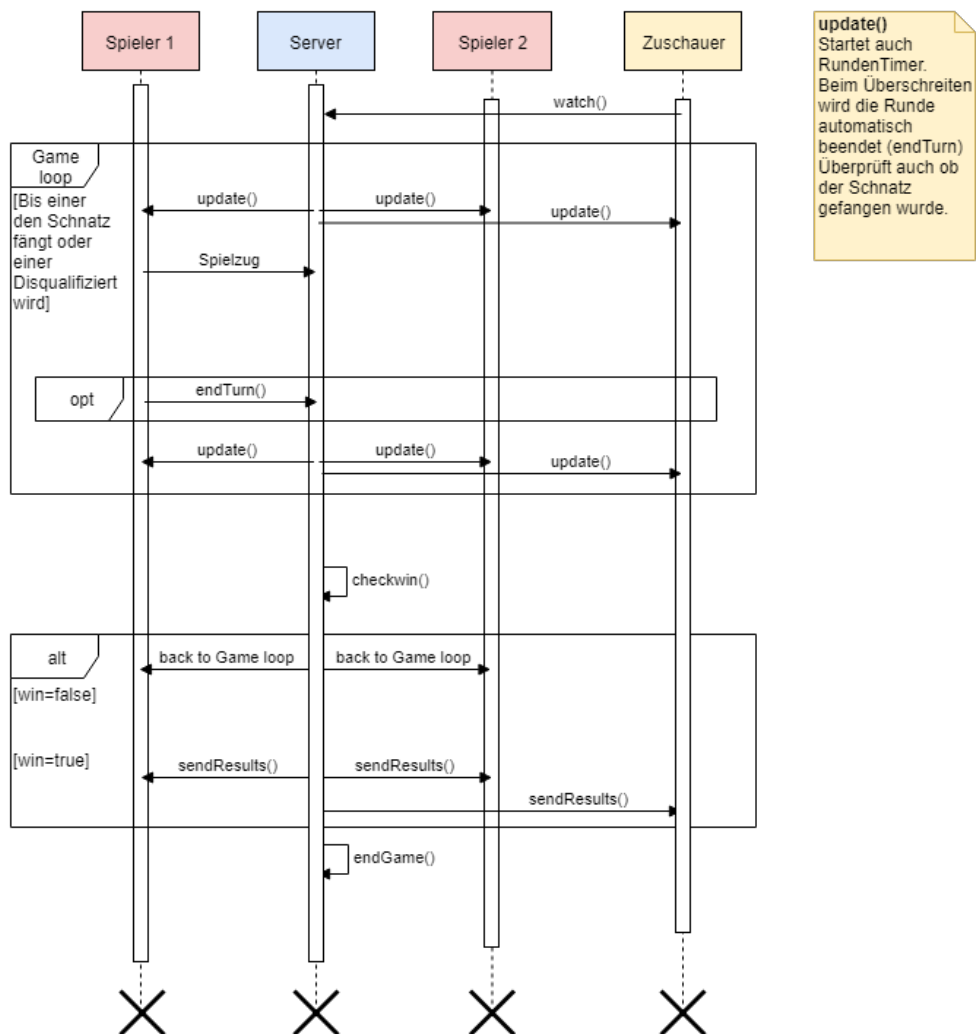 Spieler 1
Server
Spieler 2
Zuschauer
update()
Startet auch
RundenTimer.
Beim Überschreiten
wird die Runde
automatisch
beendet (endTurn)
Überprüft auch ob
der Schnatz
gefangen wurde.
watch()
Game
loop
[Bis einer
den Schnatz
fängt oder
einer
Disqualifiziert
wird]
update()
update()
update()
Spielzug
opt
endTurn()
update()
update()
update()
checkwin()
alt
back to Game loop
back to Game loop
[win=false]
[win=true]
sendResults()
sendResults()
sendResults()
endGame()